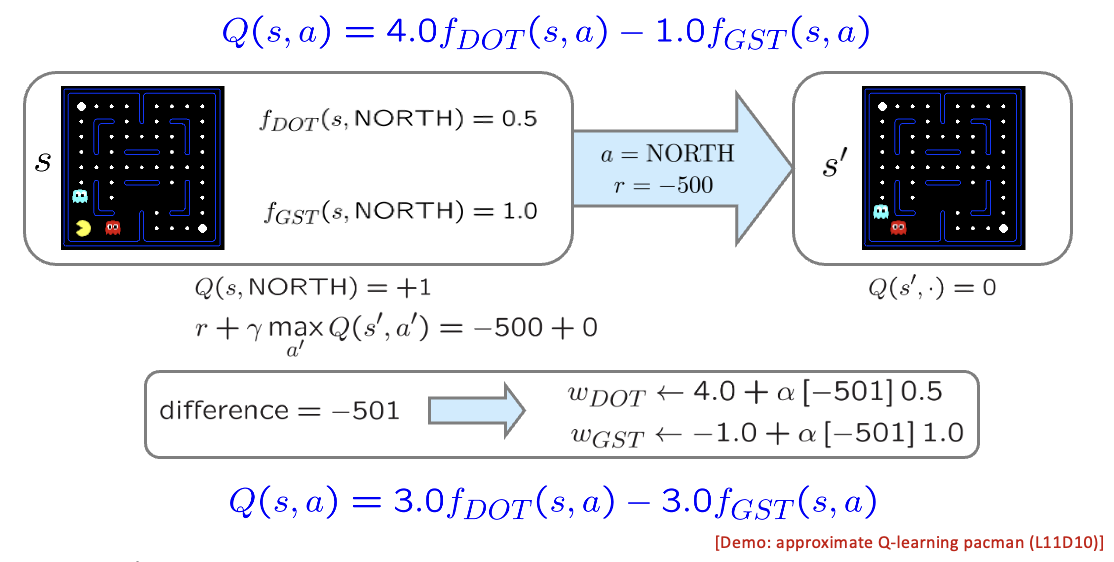 Q(s, a) = 4.0f_DOT(s, a) − 1.0f_GST(s, a)
s
f_DOT(s, NORTH) = 0.5
f_GST(s, NORTH) = 1.0
a = NORTH
r = −500
s′
Q(s, NORTH) = +1
Q(s′, ·) = 0
r + γ max_a′ Q(s′, a′) = −500 + 0
difference = −501
w_DOT ← 4.0 + α [−501] 0.5
w_GST ← −1.0 + α [−501] 1.0
Q(s, a) = 3.0f_DOT(s, a) − 3.0f_GST(s, a)
[Demo: approximate Q-learning pacman (L11D10)]